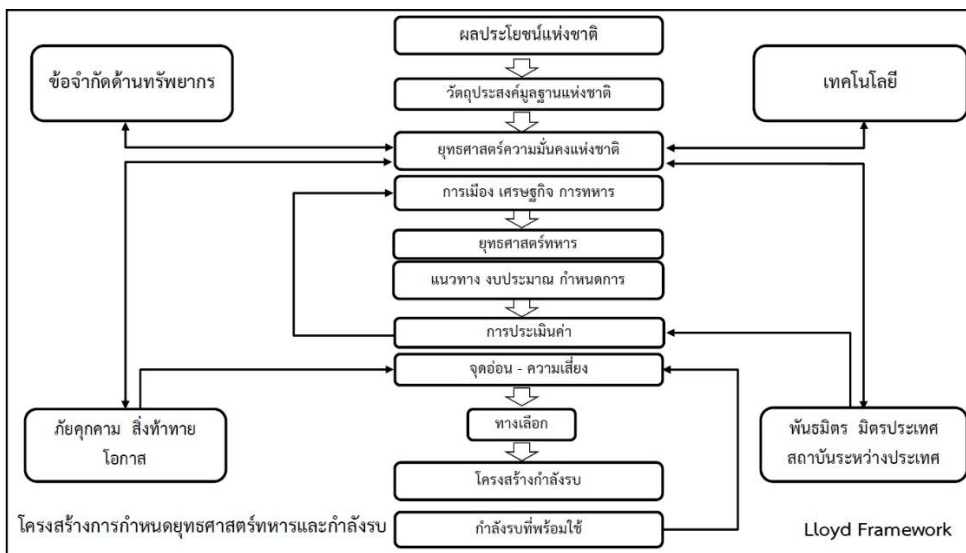 ผลประโยชน์แห่งชาติ
ข้อจำกัดด้านทรัพยากร
เทคโนโลยี
วัตถุประสงค์มูลฐานแห่งชาติ
ยุทธศาสตร์ความมั่นคงแห่งชาติ
การเมือง เศรษฐกิจ การทหาร
ยุทธศาสตร์ทหาร
แนวทาง งบประมาณ กำหนดการ
การประเมินค่า
จุดอ่อน - ความเสี่ยง
ทางเลือก
ภัยคุกคาม สิ่งท้าทาย
โอกาส
พันธมิตร มิตรประเทศ
สถาบันระหว่างประเทศ
โครงสร้างกำลังรบ
กำลังรบที่พร้อมใช้
โครงสร้างการกำหนดยุทธศาสตร์ทหารและกำลังรบ
Lloyd Framework